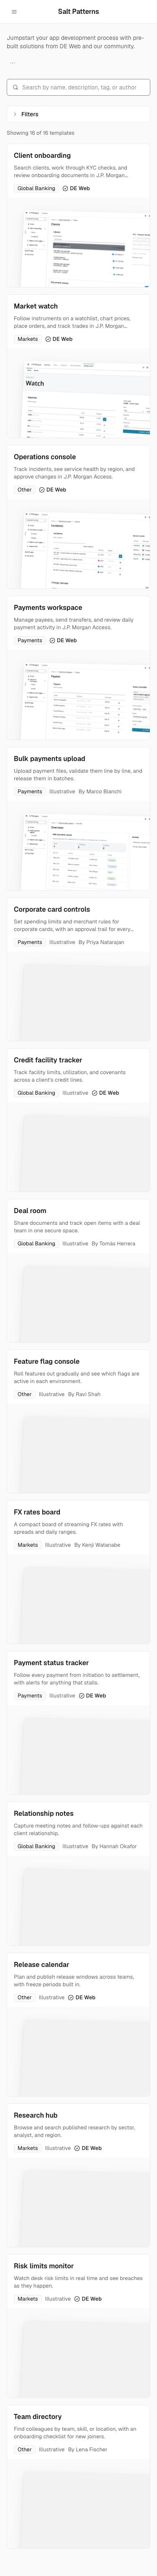 Salt Patterns
Jumpstart your app development process with pre-
built solutions from DE Web and our community.
Search by name, description, tag, or author
Filters
Showing 16 of 16 templates
Client onboarding
Search clients, work through KYC checks, and
review onboarding documents in J.P. Morgan...
Global Banking DE Web
Market watch
Follow instruments on a watchlist, chart prices,
place orders, and track trades in J.P. Morgan...
Markets DE Web
Watch
Operations console
Track incidents, see service health by region, and
approve changes in J.P. Morgan Access.
Other DE Web
Payments workspace
Manage payees, send transfers, and review daily
payment activity in J.P. Morgan Access.
Payments DE Web
Bulk payments upload
Upload payment files, validate them line by line, and
release them in batches.
Payments Illustrative By Marco Bianchi
Corporate card controls
Set spending limits and merchant rules for
corporate cards, with an approval trail for every...
Payments Illustrative By Priya Natarajan
Credit facility tracker
Track facility limits, utilization, and covenants
across a client's credit lines.
Global Banking Illustrative DE Web
Deal room
Share documents and track open items with a deal
team in one secure space.
Global Banking Illustrative By Tomás Herrera
Feature flag console
Roll features out gradually and see which flags are
active in each environment.
Other Illustrative By Ravi Shah
FX rates board
A compact board of streaming FX rates with
spreads and daily ranges.
Markets Illustrative By Kenji Watanabe
Payment status tracker
Follow every payment from initiation to settlement,
with alerts for anything that stalls.
Payments Illustrative DE Web
Relationship notes
Capture meeting notes and follow-ups against each
client relationship.
Global Banking Illustrative By Hannah Okafor
Release calendar
Plan and publish release windows across teams,
with freeze periods built in.
Other Illustrative DE Web
Research hub
Browse and search published research by sector,
analyst, and region.
Markets Illustrative DE Web
Risk limits monitor
Watch desk risk limits in real time and see breaches
as they happen.
Markets Illustrative DE Web
Team directory
Find colleagues by team, skill, or location, with an
onboarding checklist for new joiners.
Other Illustrative By Lena Fischer